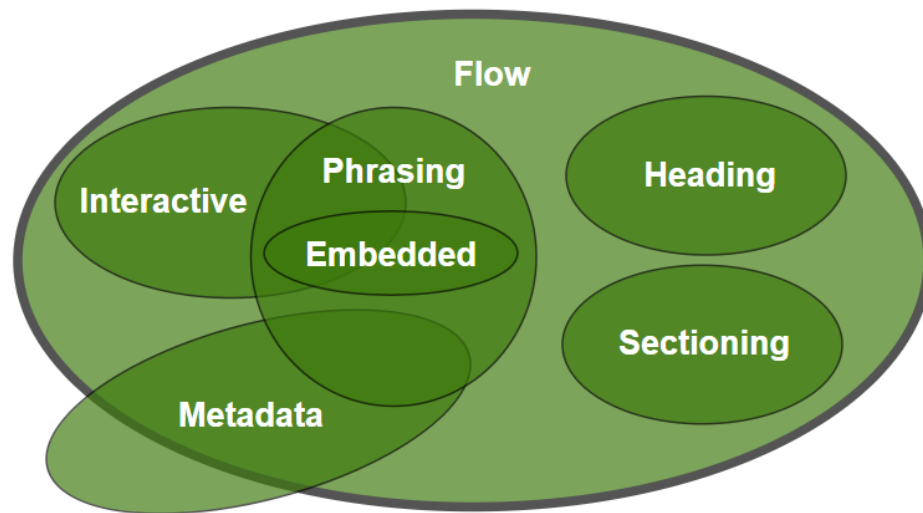 Flow
Phrasing
Heading
Interactive
Embedded
Sectioning
Metadata